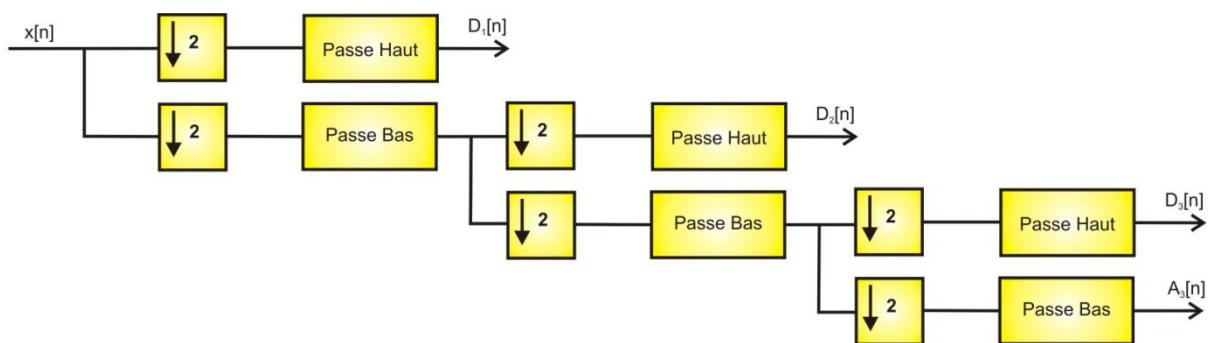 x[n]
2
Passe Haut
D₁[n]
2
Passe Bas
2
Passe Haut
D₂[n]
2
Passe Bas
2
Passe Haut
D₃[n]
2
Passe Bas
A₃[n]